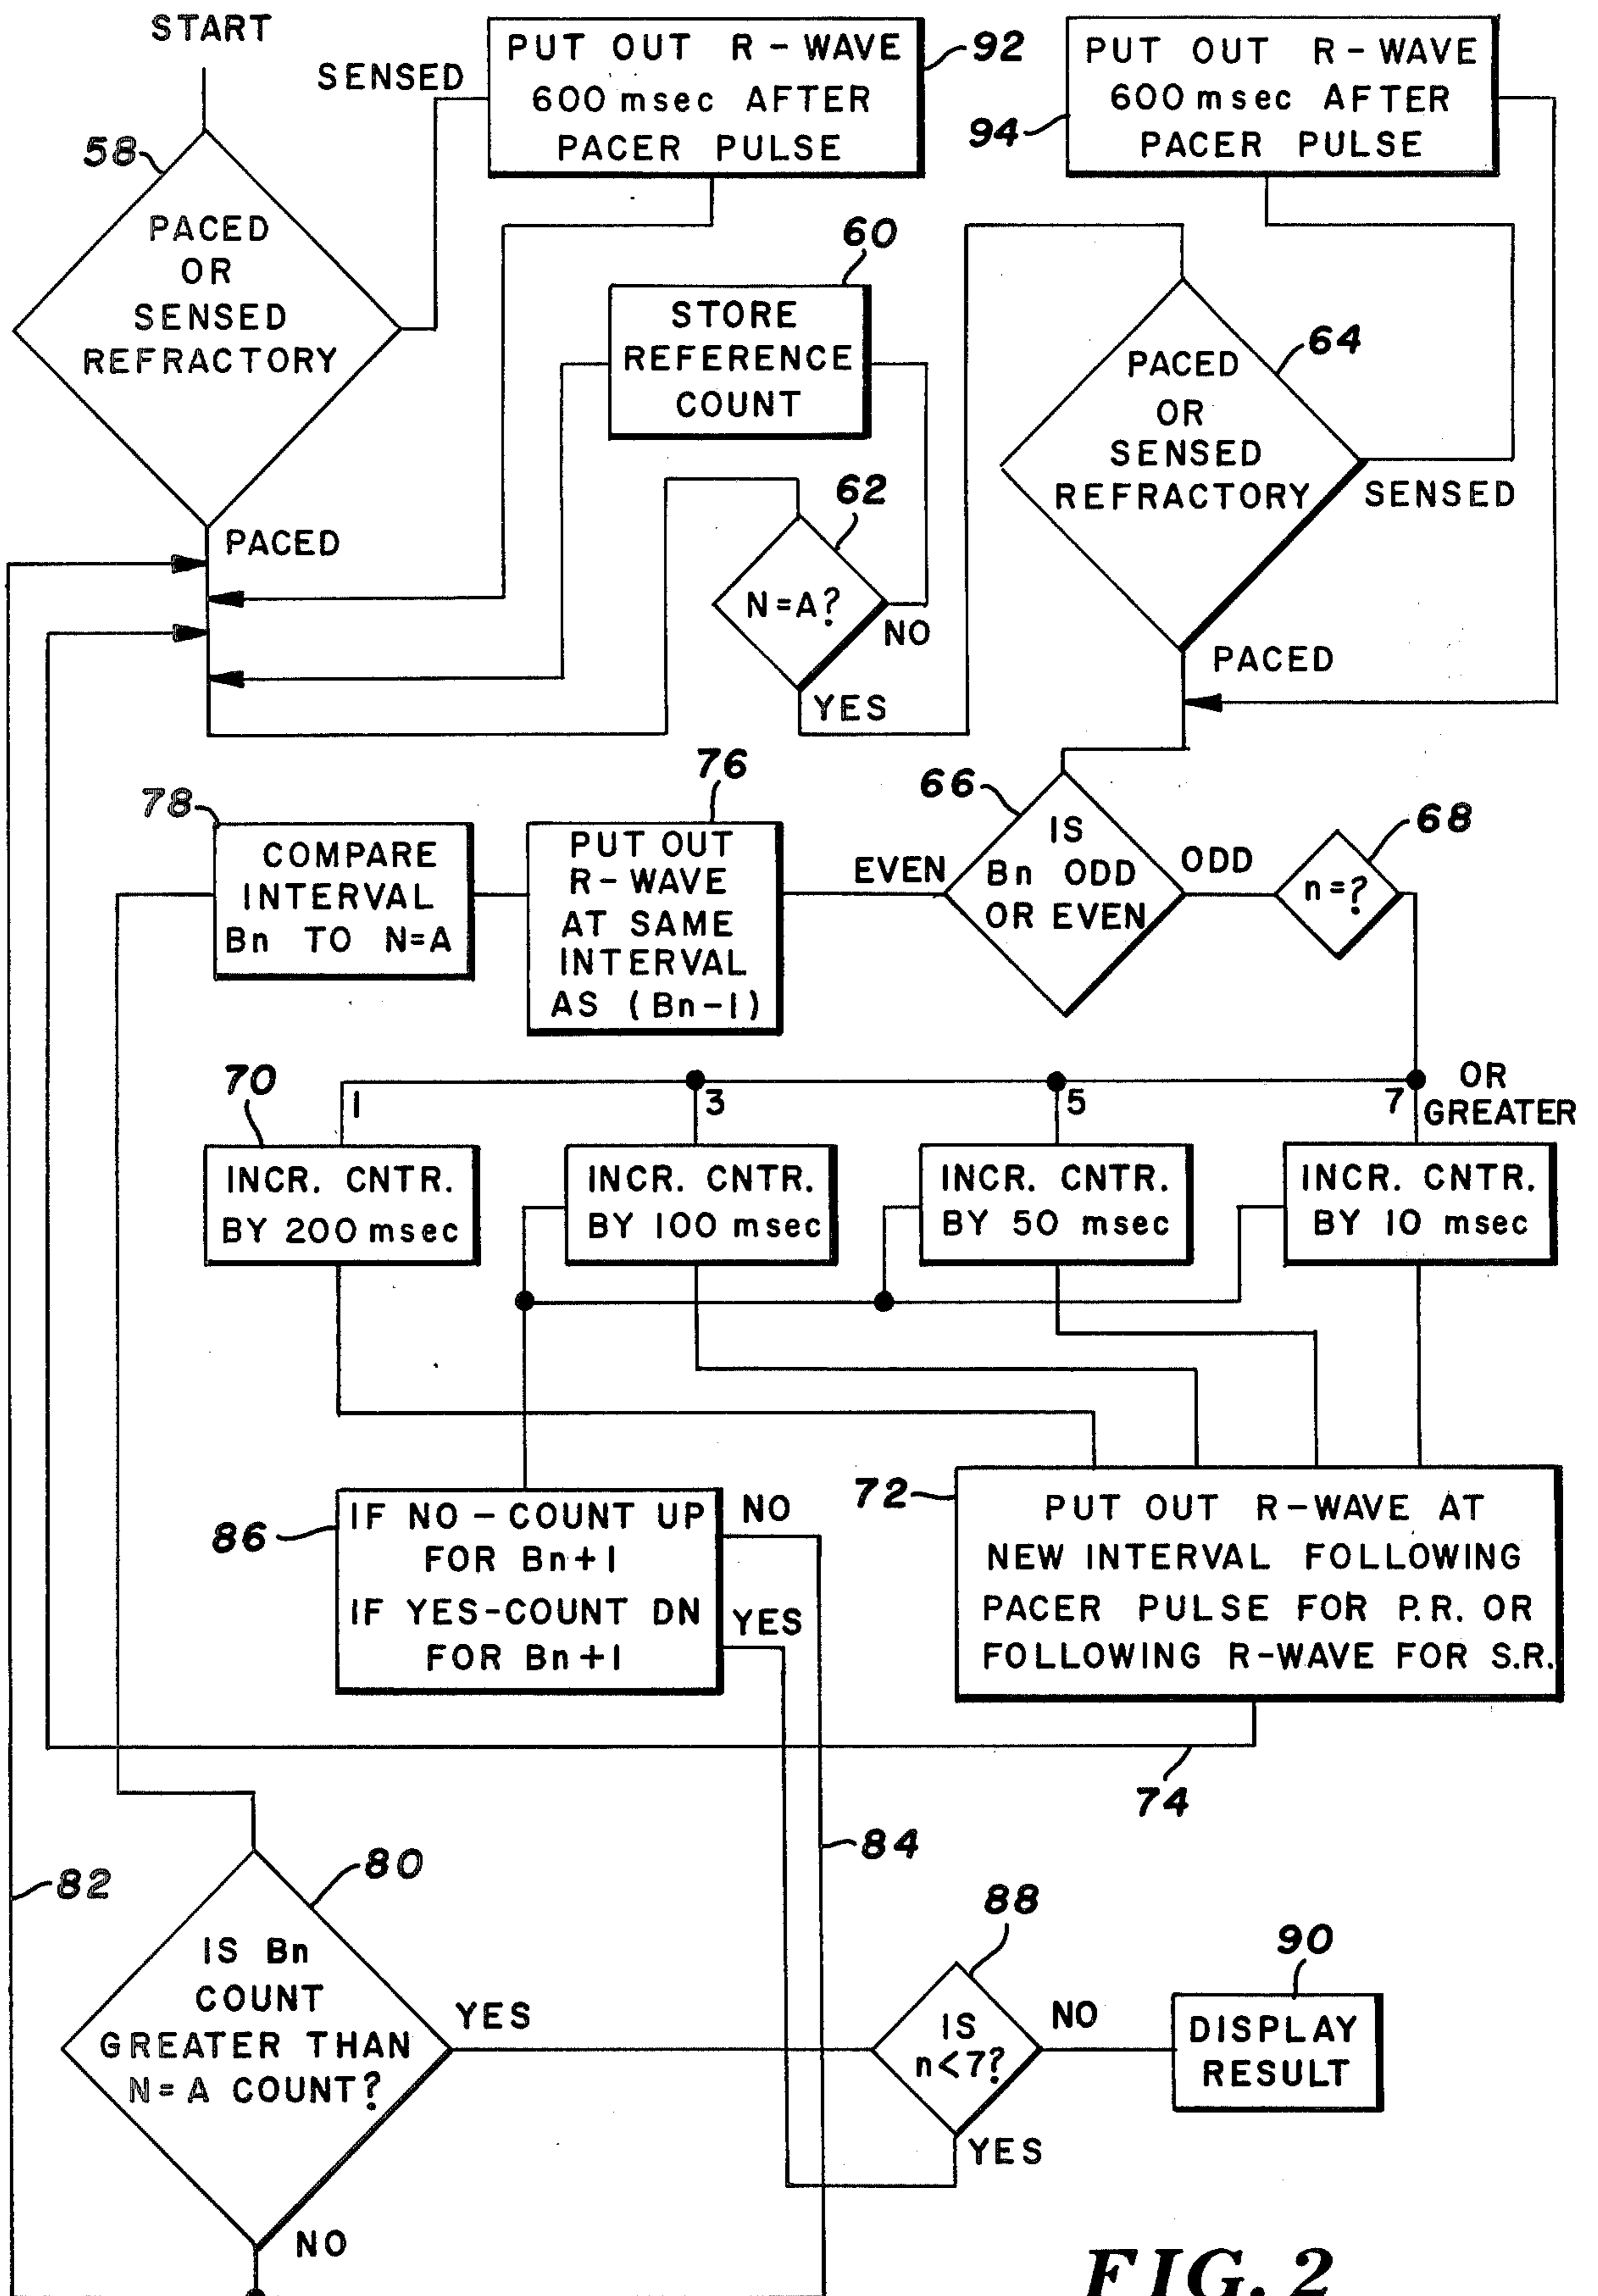 START
SENSED
PUT OUT R-WAVE
600 msec AFTER
PACER PULSE
92
PUT OUT R-WAVE
600 msec AFTER
PACER PULSE
94
58
PACED
OR
SENSED
REFRACTORY
PACED
60
STORE
REFERENCE
COUNT
62
N=A?
NO
YES
64
PACED
OR
SENSED
REFRACTORY
SENSED
PACED
78
COMPARE
INTERVAL
Bn TO N=A
76
PUT OUT
R-WAVE
AT SAME
INTERVAL
AS (Bn-1)
EVEN
66
IS
Bn ODD
OR EVEN
ODD
68
n=?
70
1
3
5
7
OR
GREATER
INCR. CNTR.
BY 200 msec
INCR. CNTR.
BY 100 msec
INCR. CNTR.
BY 50 msec
INCR. CNTR.
BY 10 msec
86
IF NO-COUNT UP
FOR Bn+1
IF YES-COUNT DN
FOR Bn+1
NO
YES
72
PUT OUT R-WAVE AT
NEW INTERVAL FOLLOWING
PACER PULSE FOR P.R. OR
FOLLOWING R-WAVE FOR S.R.
74
84
82
80
IS Bn
COUNT
GREATER THAN
N=A COUNT?
YES
NO
88
IS
n<7?
NO
YES
90
DISPLAY
RESULT
FIG. 2